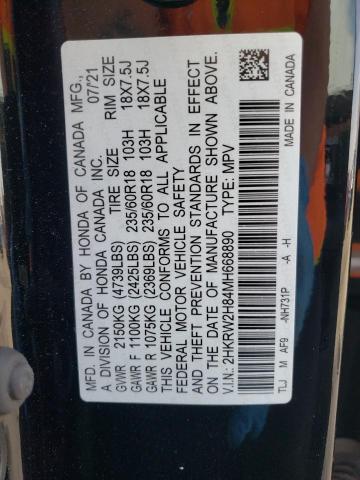 MFD. IN CANADA BY HONDA OF CANADA MFG.,
A DIVISION OF HONDA CANADA INC. 07/21
TIRE SIZE RIM SIZE
GVWR 2150KG (4739LBS)
GAWR F 1100KG (2425LBS) 235/60R18 103H 18X7.5J
GAWR R 1075KG (2369LBS) 235/60R18 103H 18X7.5J
THIS VEHICLE CONFORMS TO ALL APPLICABLE
FEDERAL MOTOR VEHICLE SAFETY
AND THEFT PREVENTION STANDARDS IN EFFECT
ON THE DATE OF MANUFACTURE SHOWN ABOVE.
V.I.N.: 2HKRW2H84MH668890 TYPE: MPV
TLJ M AF9 -NH731P -A -H MADE IN CANADA